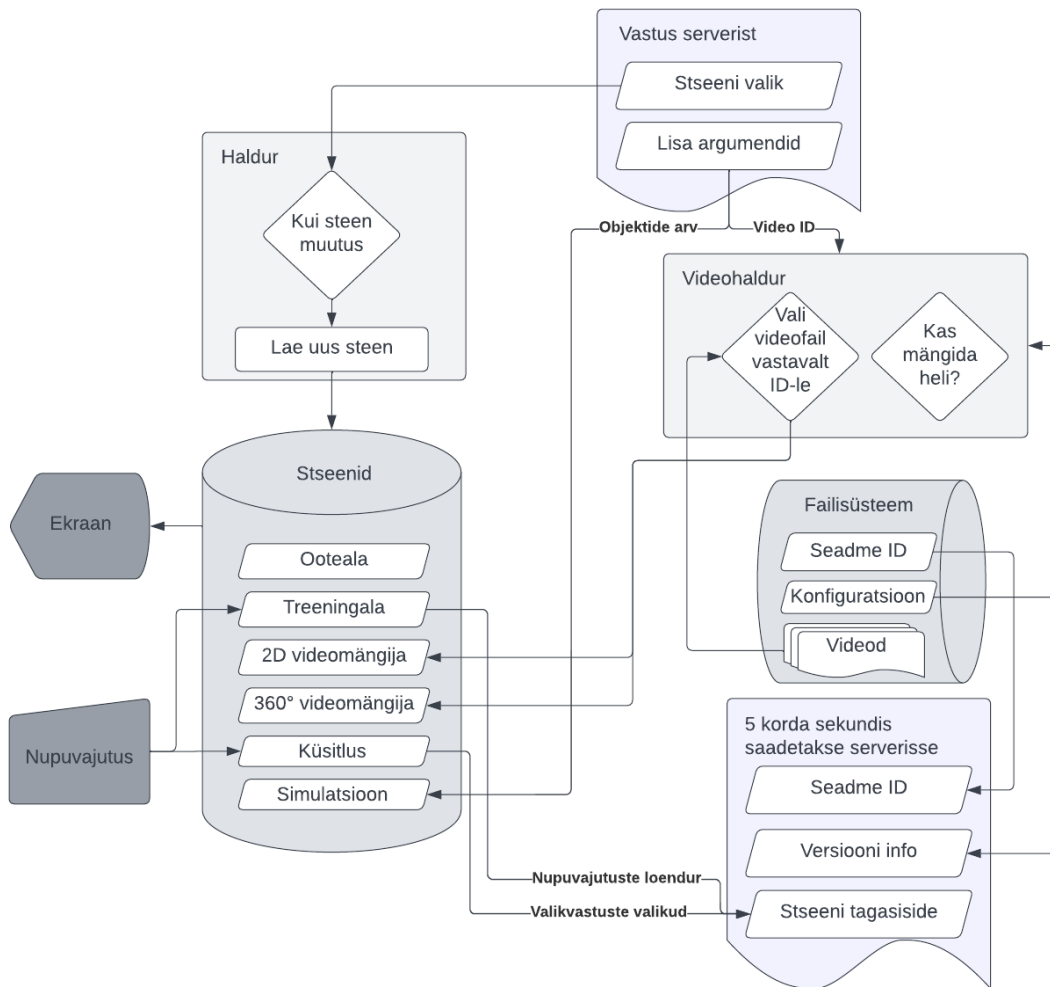 Vastus serverist
Stseeni valik
Lisa argumendid
Haldur
Kui steen
muutus
Lae uus steen
Objektide arv
Video ID
Videohaldur
Vali
videofail
vastavalt
ID-le
Kas
mängida
heli?
Stseenid
Ekraan
Ooteala
Treeningala
2D videomängija
360° videomängija
Küsitlus
Simulatsioon
Nupuvajutus
Failisüsteem
Seadme ID
Konfiguratsioon
Videod
5 korda sekundis
saadetakse serverisse
Seadme ID
Versiooni info
Stseeni tagasiside
Nupuvajutuste loendur
Valikvastuste valikud